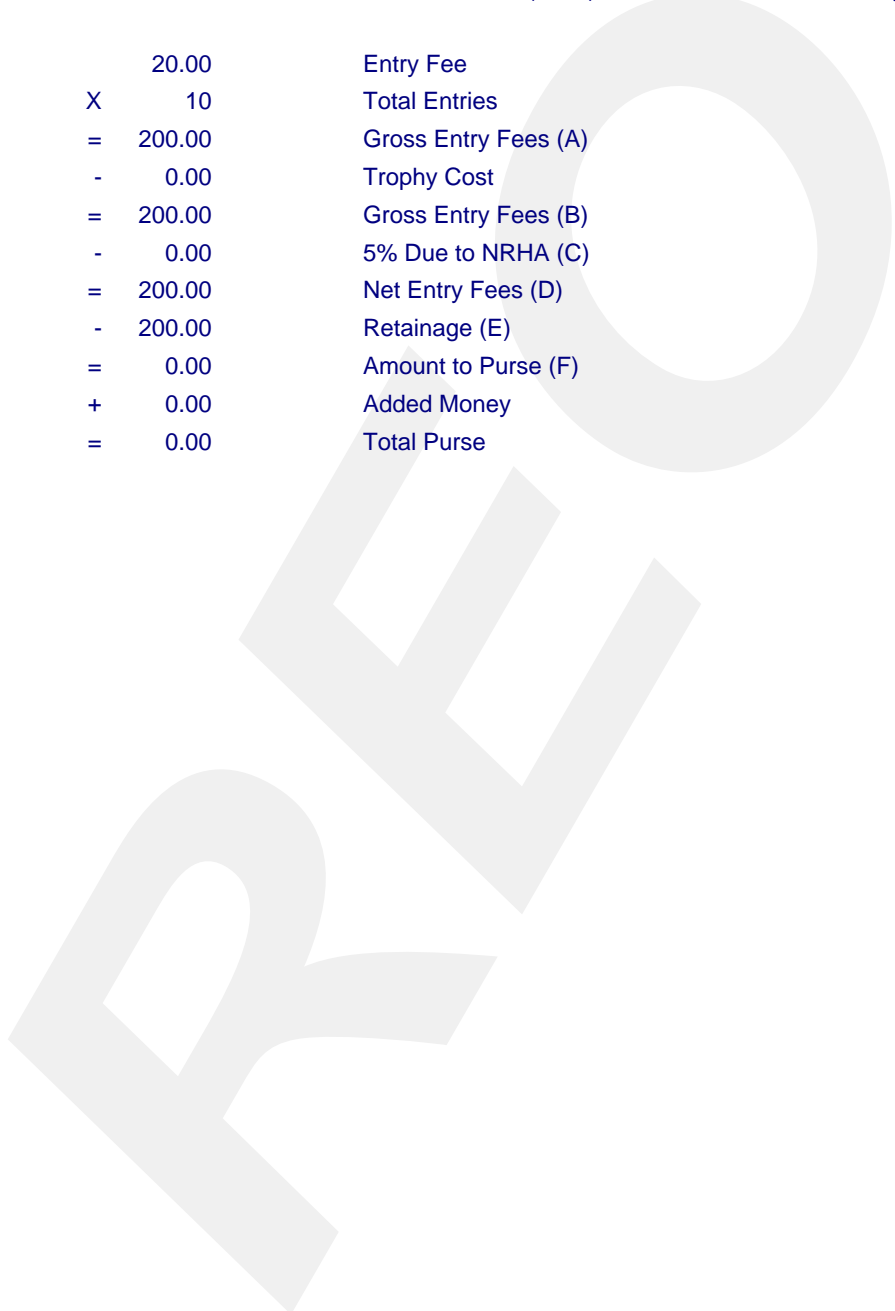 20.00 Entry Fee
X 10 Total Entries
= 200.00 Gross Entry Fees (A)
- 0.00 Trophy Cost
= 200.00 Gross Entry Fees (B)
- 0.00 5% Due to NRHA (C)
= 200.00 Net Entry Fees (D)
- 200.00 Retainage (E)
= 0.00 Amount to Purse (F)
+ 0.00 Added Money
= 0.00 Total Purse
REO